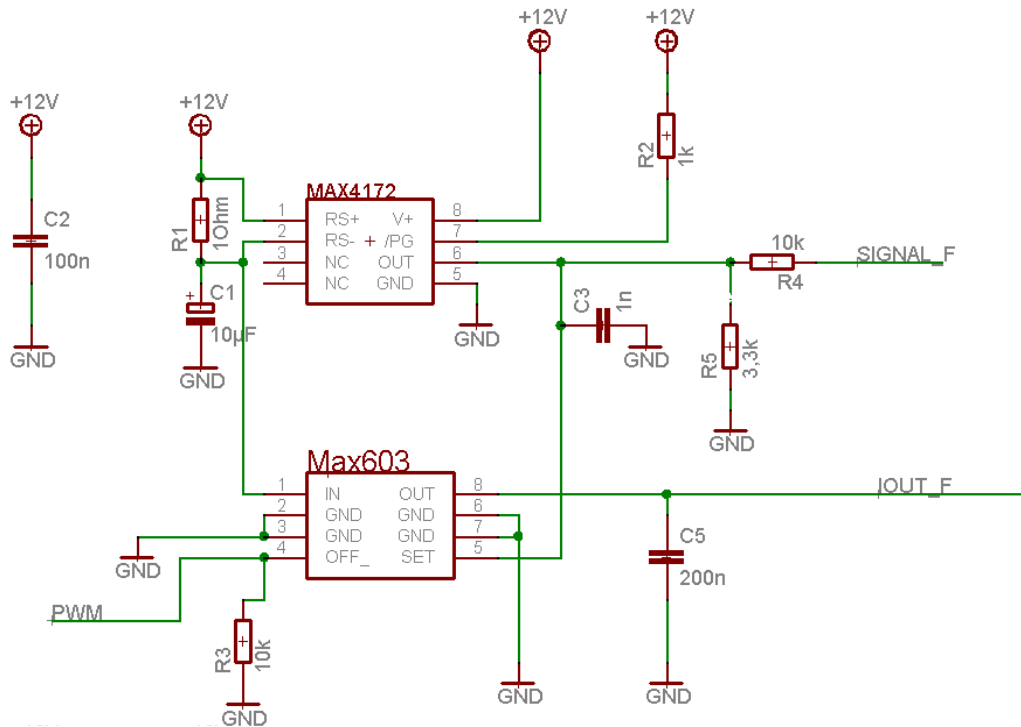 +12V
+12V
+12V
+12V
R2
1k
MAX4172
C2
100n
R1
1Ohm
1
RS+
V+
8
2
RS-
/PG
7
3
NC
OUT
6
4
NC
GND
5
10k
SIGNAL_F
R4
+
C1
10µF
C3
1n
GND
GND
GND
GND
R5
3,3k
GND
Max603
1
IN
OUT
8
IOUT_F
2
GND
GND
6
3
GND
GND
7
4
OFF_
SET
5
GND
C5
200n
PWM
R3
10k
GND
GND
GND